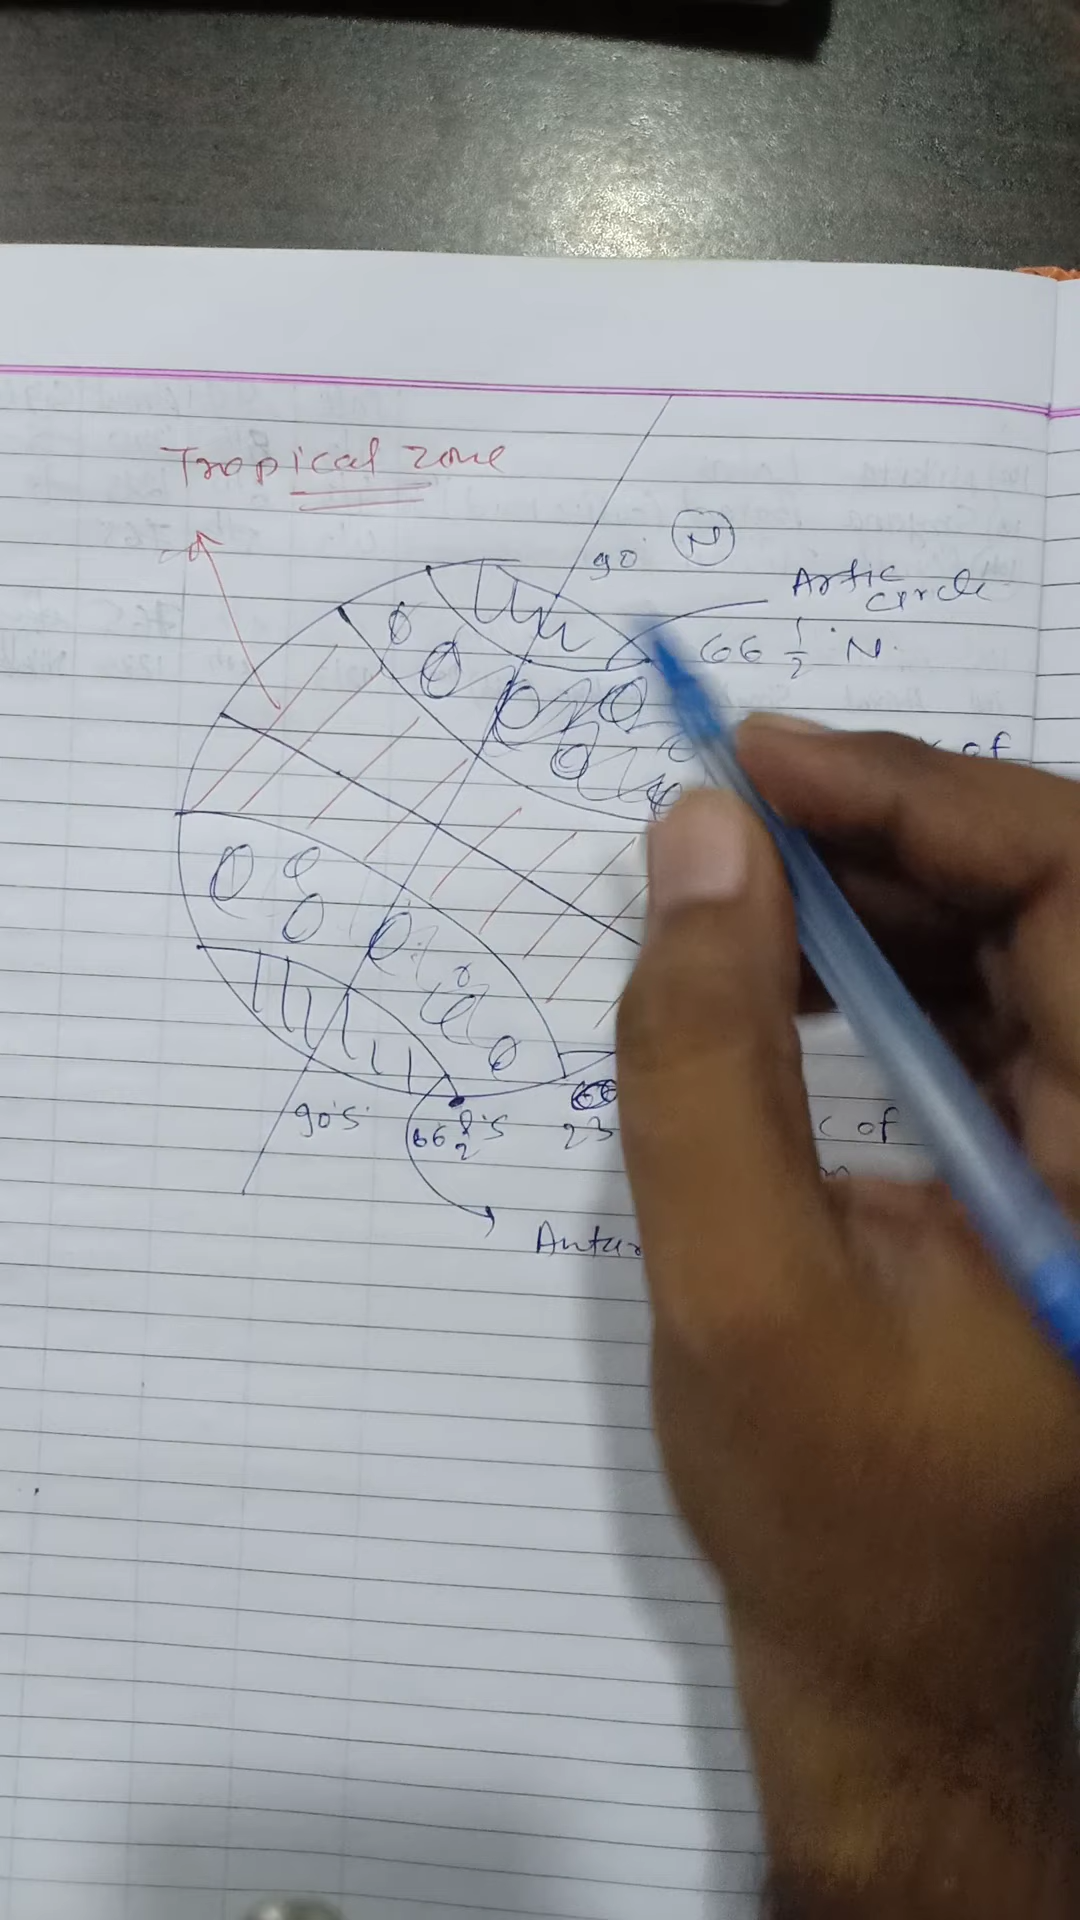 Tropical zone
90°
N
Artic
circle
66 1/2 °N.
of
90°S
66 1/2 °S
23
c of
Antar